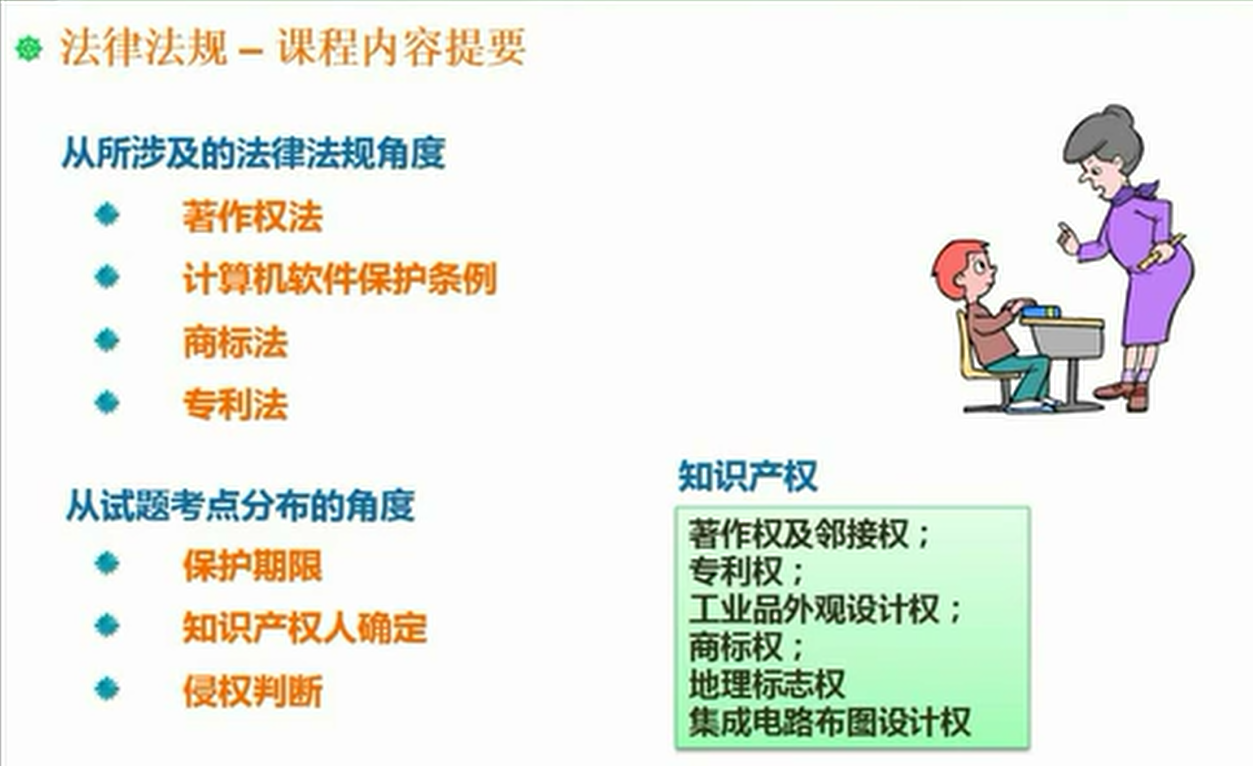 法律法规 – 课程内容提要
从所涉及的法律法规角度
著作权法
计算机软件保护条例
商标法
专利法
从试题考点分布的角度
保护期限
知识产权人确定
侵权判断
知识产权
著作权及邻接权；
专利权；
工业品外观设计权；
商标权；
地理标志权
集成电路布图设计权